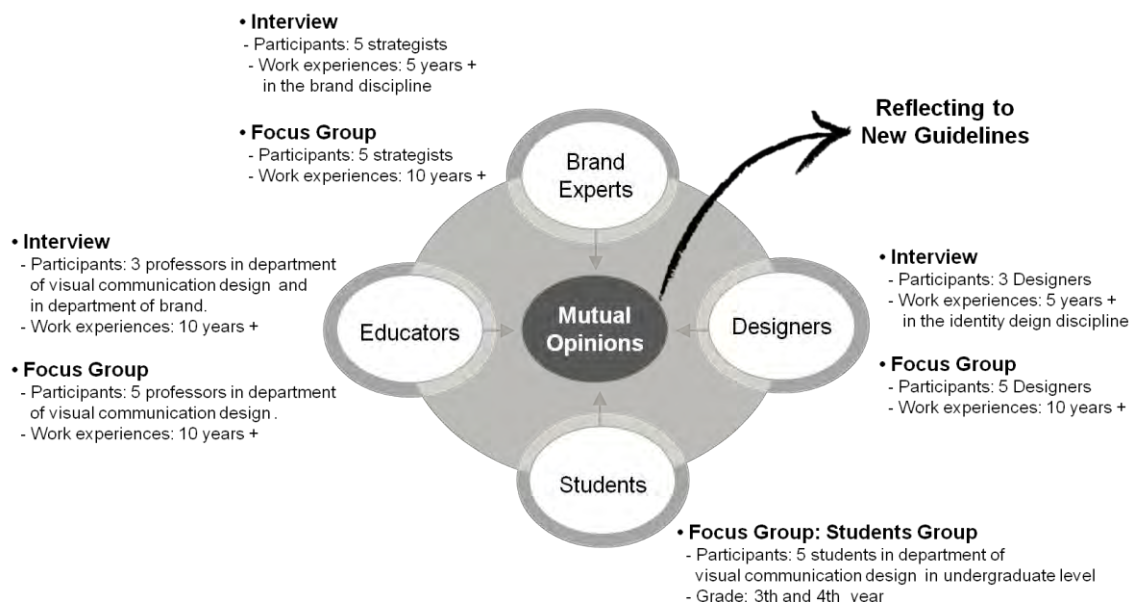 • Interview
- Participants: 5 strategists
- Work experiences: 5 years +
in the brand discipline
• Focus Group
- Participants: 5 strategists
- Work experiences: 10 years +
Brand
Experts
Reflecting to
New Guidelines
• Interview
- Participants: 3 professors in department
of visual communication design and
in department of brand.
- Work experiences: 10 years +
• Focus Group
- Participants: 5 professors in department
of visual communication design .
- Work experiences: 10 years +
Educators
Mutual
Opinions
Designers
• Interview
- Participants: 3 Designers
- Work experiences: 5 years +
in the identity deign discipline
• Focus Group
- Participants: 5 Designers
- Work experiences: 10 years +
Students
• Focus Group: Students Group
- Participants: 5 students in department of
visual communication design in undergraduate level
- Grade: 3th and 4th year